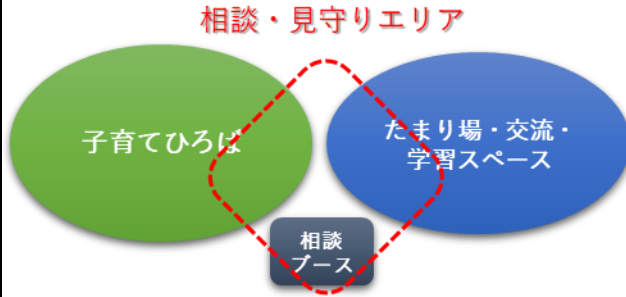 相談・見守りエリア
子育てひろば
たまり場・交流・
学習スペース
相談
ブース